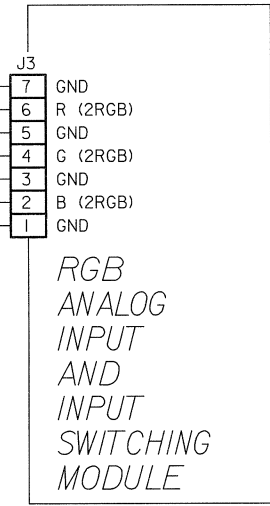 J3
7 GND
6 R (2RGB)
5 GND
4 G (2RGB)
3 GND
2 B (2RGB)
1 GND
RGB
ANALOG
INPUT
AND
INPUT
SWITCHING
MODULE